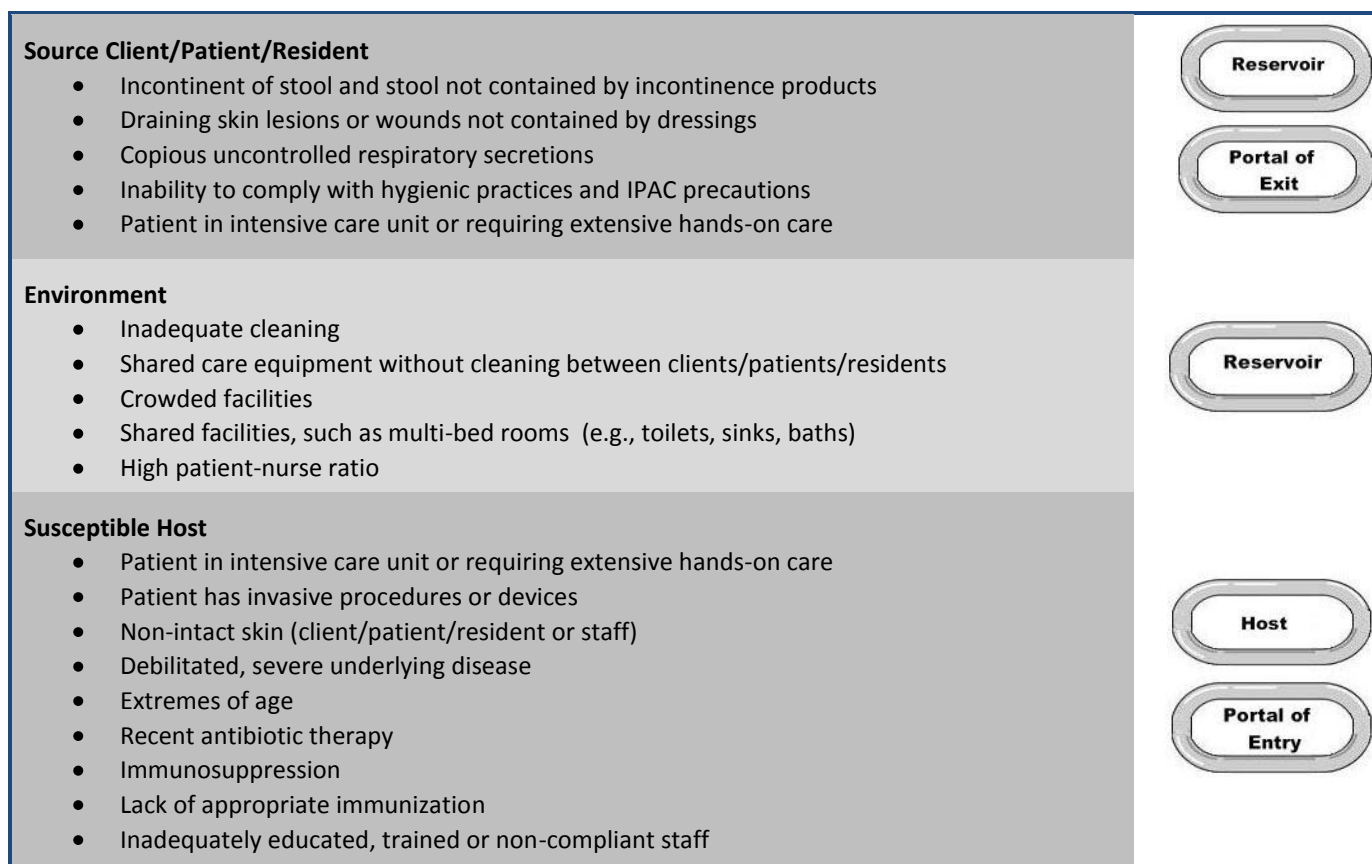 Source Client/Patient/Resident
• Incontinent of stool and stool not contained by incontinence products
• Draining skin lesions or wounds not contained by dressings
• Copious uncontrolled respiratory secretions
• Inability to comply with hygienic practices and IPAC precautions
• Patient in intensive care unit or requiring extensive hands-on care
Reservoir
Portal of
Exit
Environment
• Inadequate cleaning
• Shared care equipment without cleaning between clients/patients/residents
• Crowded facilities
• Shared facilities, such as multi-bed rooms (e.g., toilets, sinks, baths)
• High patient-nurse ratio
Reservoir
Susceptible Host
• Patient in intensive care unit or requiring extensive hands-on care
• Patient has invasive procedures or devices
• Non-intact skin (client/patient/resident or staff)
• Debilitated, severe underlying disease
• Extremes of age
• Recent antibiotic therapy
• Immunosuppression
• Lack of appropriate immunization
• Inadequately educated, trained or non-compliant staff
Host
Portal of
Entry